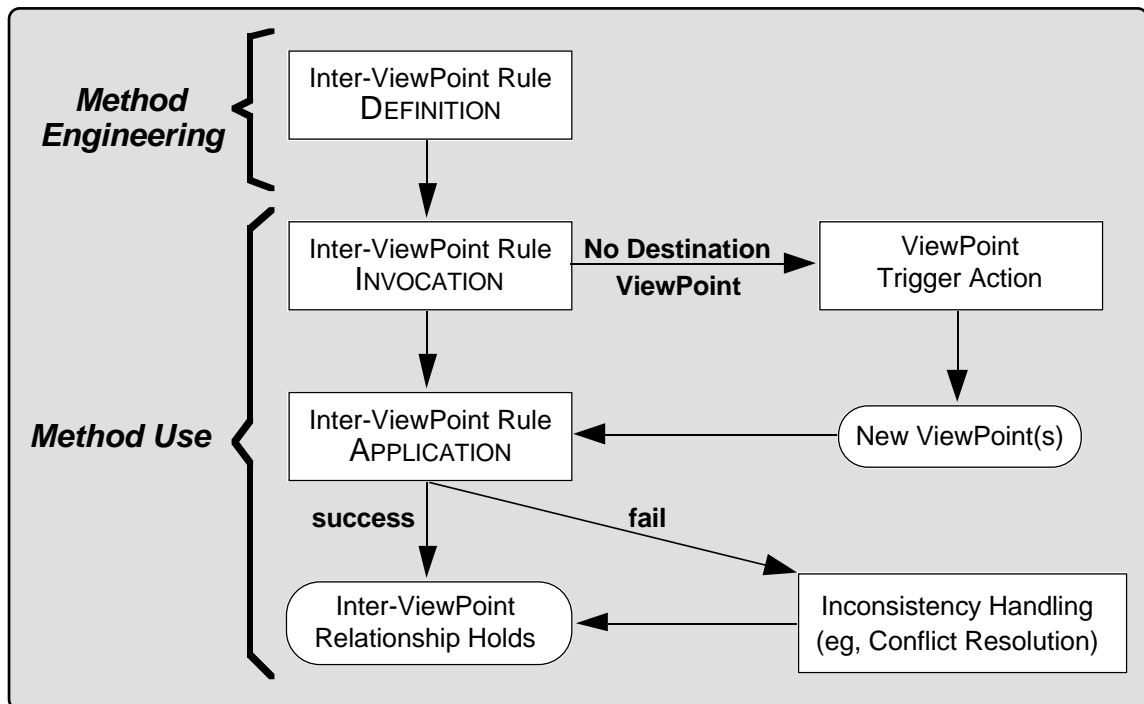 Method
Engineering
Inter-ViewPoint Rule
DEFINITION
Inter-ViewPoint Rule
INVOCATION
No Destination
ViewPoint
ViewPoint
Trigger Action
Method Use
Inter-ViewPoint Rule
APPLICATION
New ViewPoint(s)
success
fail
Inter-ViewPoint
Relationship Holds
Inconsistency Handling
(eg, Conflict Resolution)